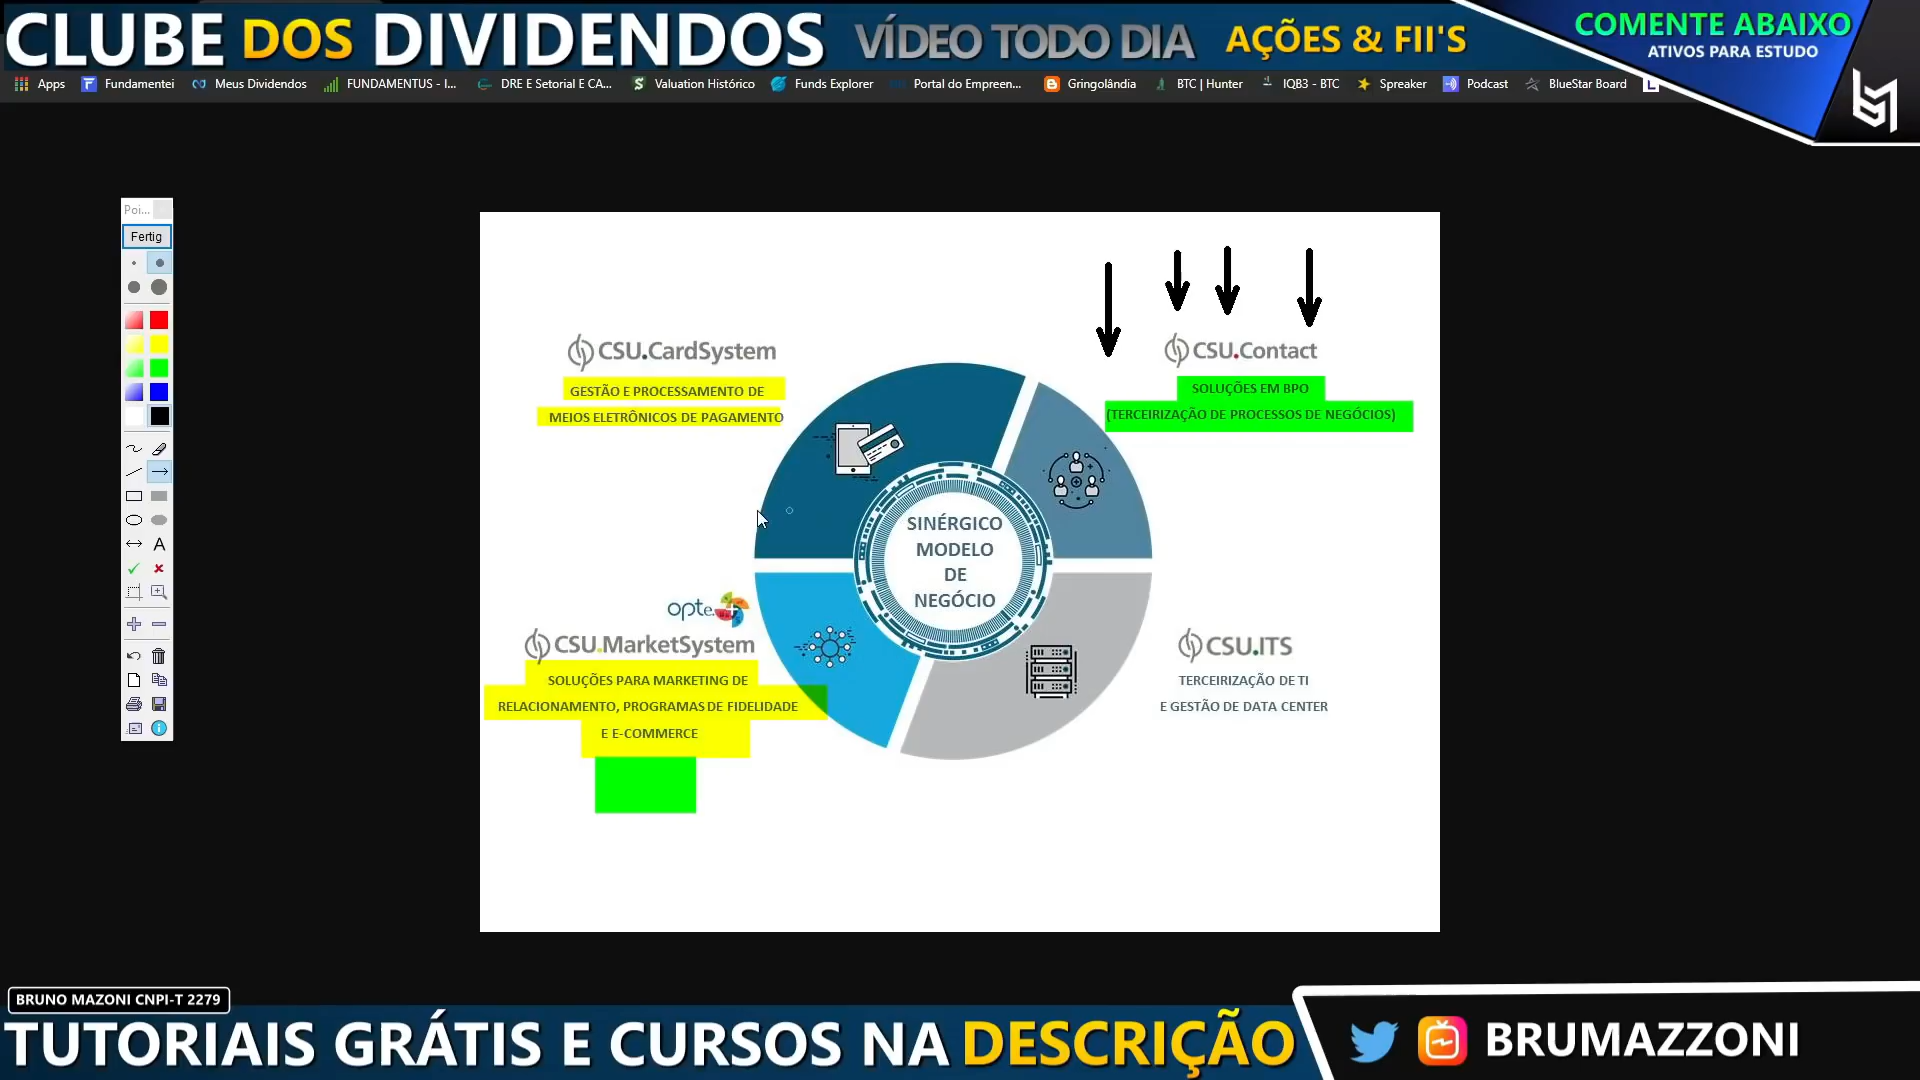 CLUBE DOS DIVIDENDOS VÍDEO TODO DIA AÇÕES & FII'S
COMENTE ABAIXO
ATIVOS PARA ESTUDO
Apps Fundamentei Meus Dividendos FUNDAMENTUS - I... DRE E Setorial E CA... Valuation Histórico Funds Explorer Portal do Empreen... Gringolândia BTC | Hunter IQB3 - BTC Spreaker Podcast BlueStar Board L
Poi...
Fertig
A
CSU.CardSystem
GESTÃO E PROCESSAMENTO DE
MEIOS ELETRÔNICOS DE PAGAMENTO
CSU.Contact
SOLUÇÕES EM BPO
(TERCEIRIZAÇÃO DE PROCESSOS DE NEGÓCIOS)
SINÉRGICO
MODELO
DE
NEGÓCIO
opte+
CSU.MarketSystem
SOLUÇÕES PARA MARKETING DE
RELACIONAMENTO, PROGRAMAS DE FIDELIDADE
E E-COMMERCE
CSU.ITS
TERCEIRIZAÇÃO DE TI
E GESTÃO DE DATA CENTER
BRUNO MAZONI CNPI-T 2279
TUTORIAIS GRÁTIS E CURSOS NA DESCRIÇÃO
BRUMAZZONI